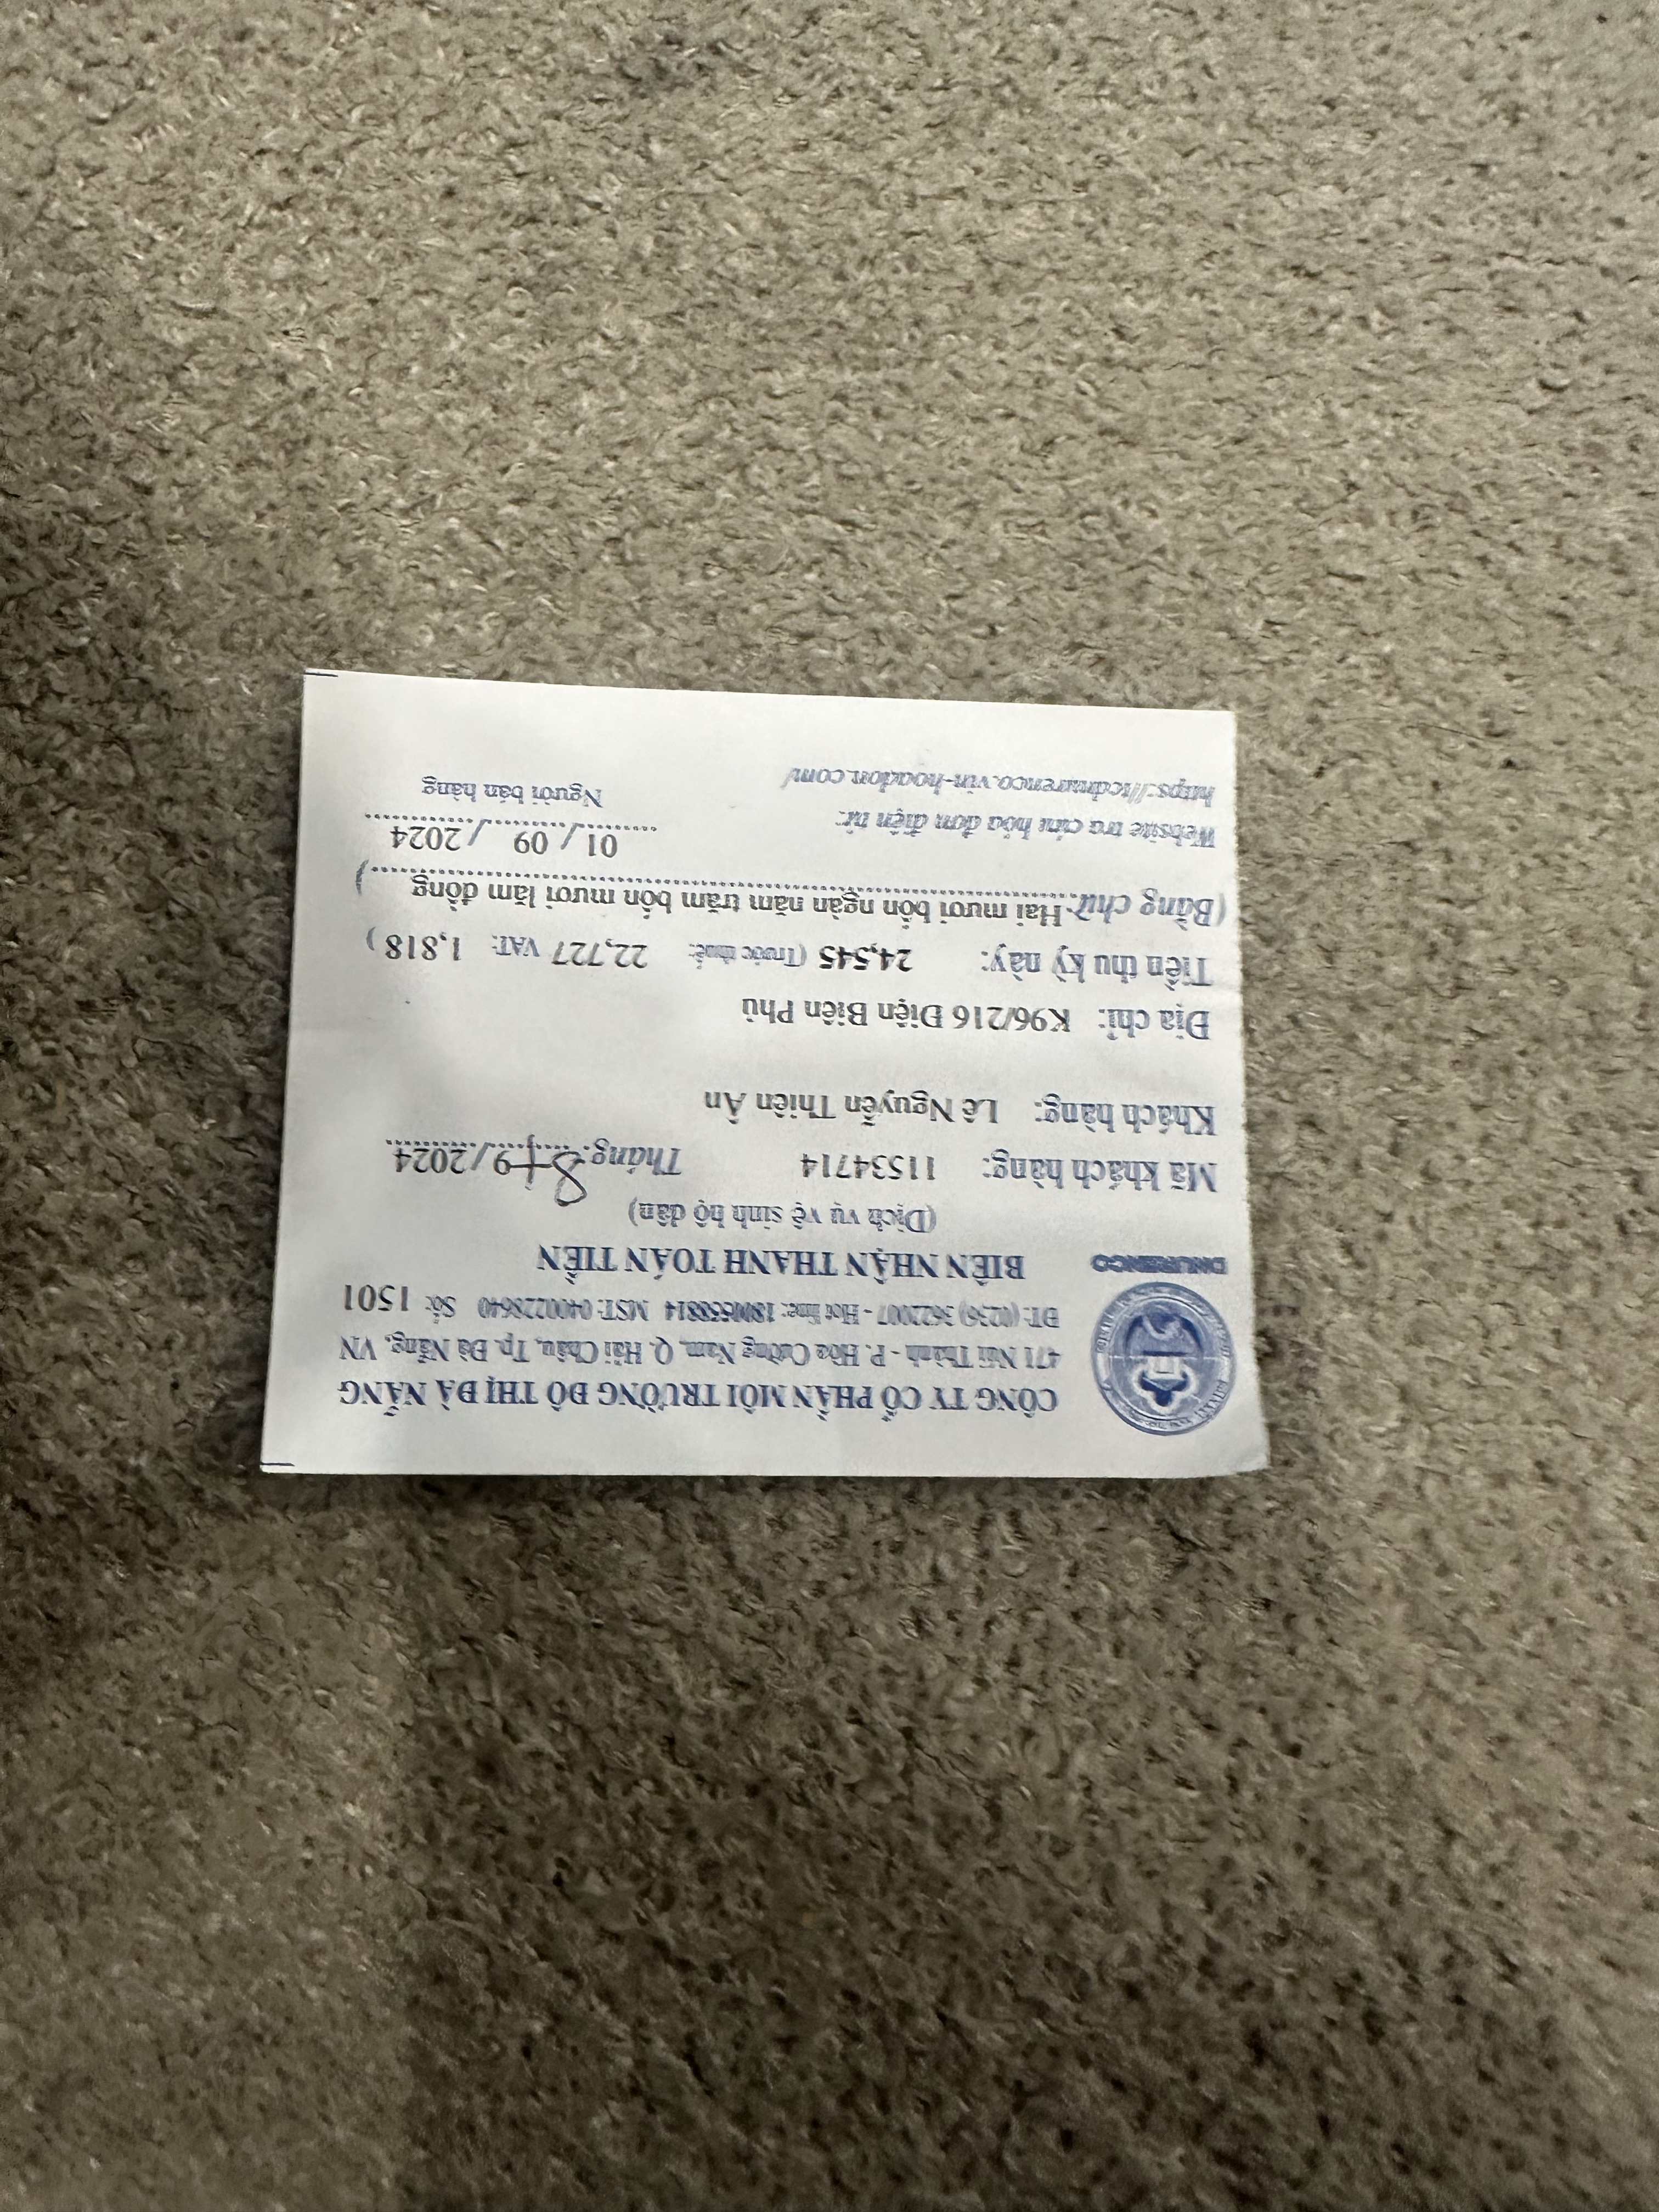 CÔNG TY CỔ PHẦN MÔI TRƯỜNG ĐÔ THỊ ĐÀ NẴNG
471 Núi Thành - P. Hòa Cường Nam, Q. Hải Châu, Tp. Đà Nẵng, VN
ĐT: (0236) 3622007 - Hot line: 1800558814 MST: 0400228640 Số: 1501
DNURENCO
BIÊN NHẬN THANH TOÁN TIỀN
(Dịch vụ vệ sinh hộ dân)
Mã khách hàng: 11534714 Tháng: 8+9/2024
Khách hàng: Lê Nguyễn Thiên Ân
Địa chỉ: K96/216 Điện Biên Phủ
Tiền thu kỳ này: 24,545 (Trước thuế: 22,727 VAT: 1,818)
(Bằng chữ: Hai mươi bốn ngàn năm trăm bốn mươi lăm đồng)
01/09/2024
Website tra cứu hóa đơn điện tử:
Người bán hàng
https://tcdnurenco.vin-hoadon.com/